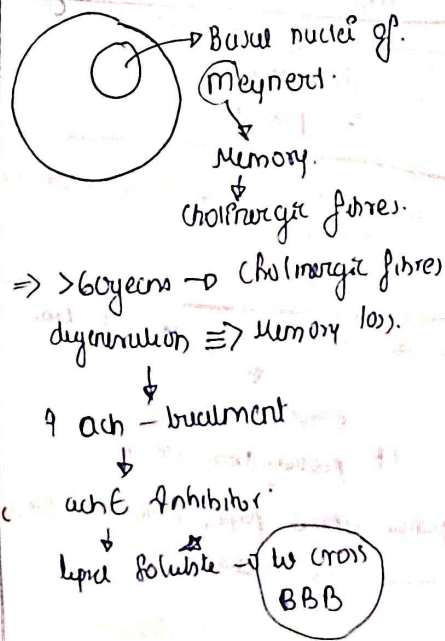 → Basal nuclei of.
Meynert.
↓
Memory.
↓
Cholinergic fibres.
⇒ >60years → Cholinergic fibres
degeneration ≡> Memory loss.
↓
↑ ach - treatment
↓
achE Inhibitor.
↓
lipid soluble → to cross
BBB